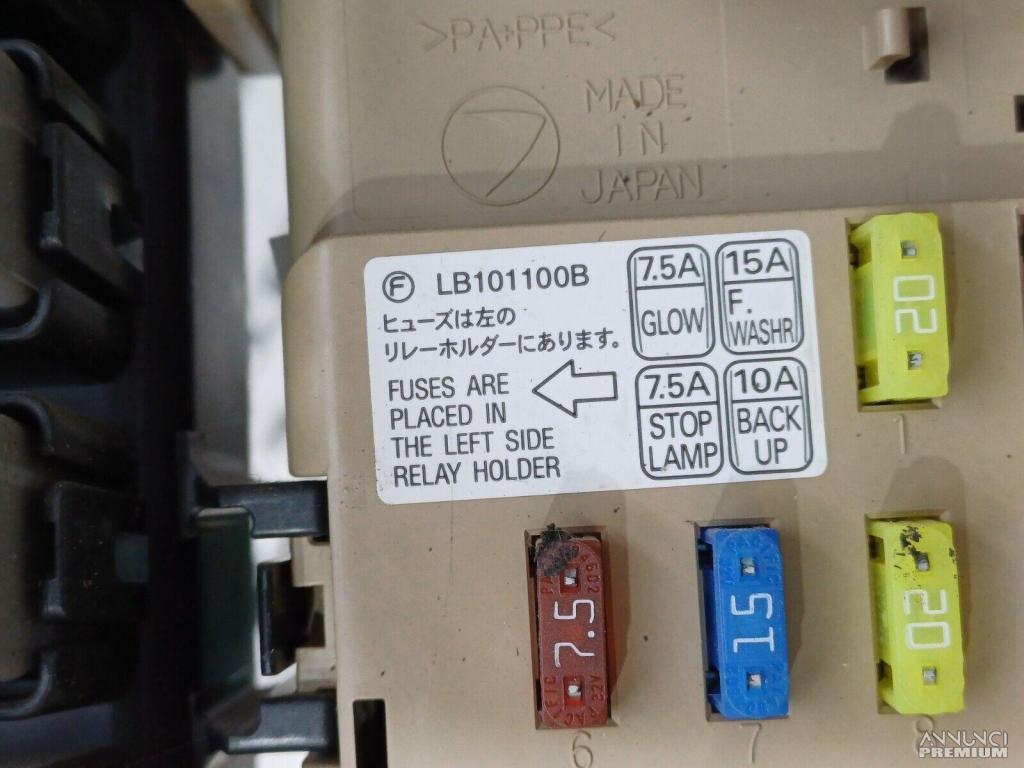 >PA+PPE<
7
MADE
IN
JAPAN
F LB101100B
ヒューズは左の
リレーホルダーにあります。
FUSES ARE
PLACED IN
THE LEFT SIDE
RELAY HOLDER
7.5A
GLOW
15A
F.
WASHR
7.5A
STOP
LAMP
10A
BACK
UP
20
1
7.5
15
20
6
7
8
ANNUNCI
PREMIUM